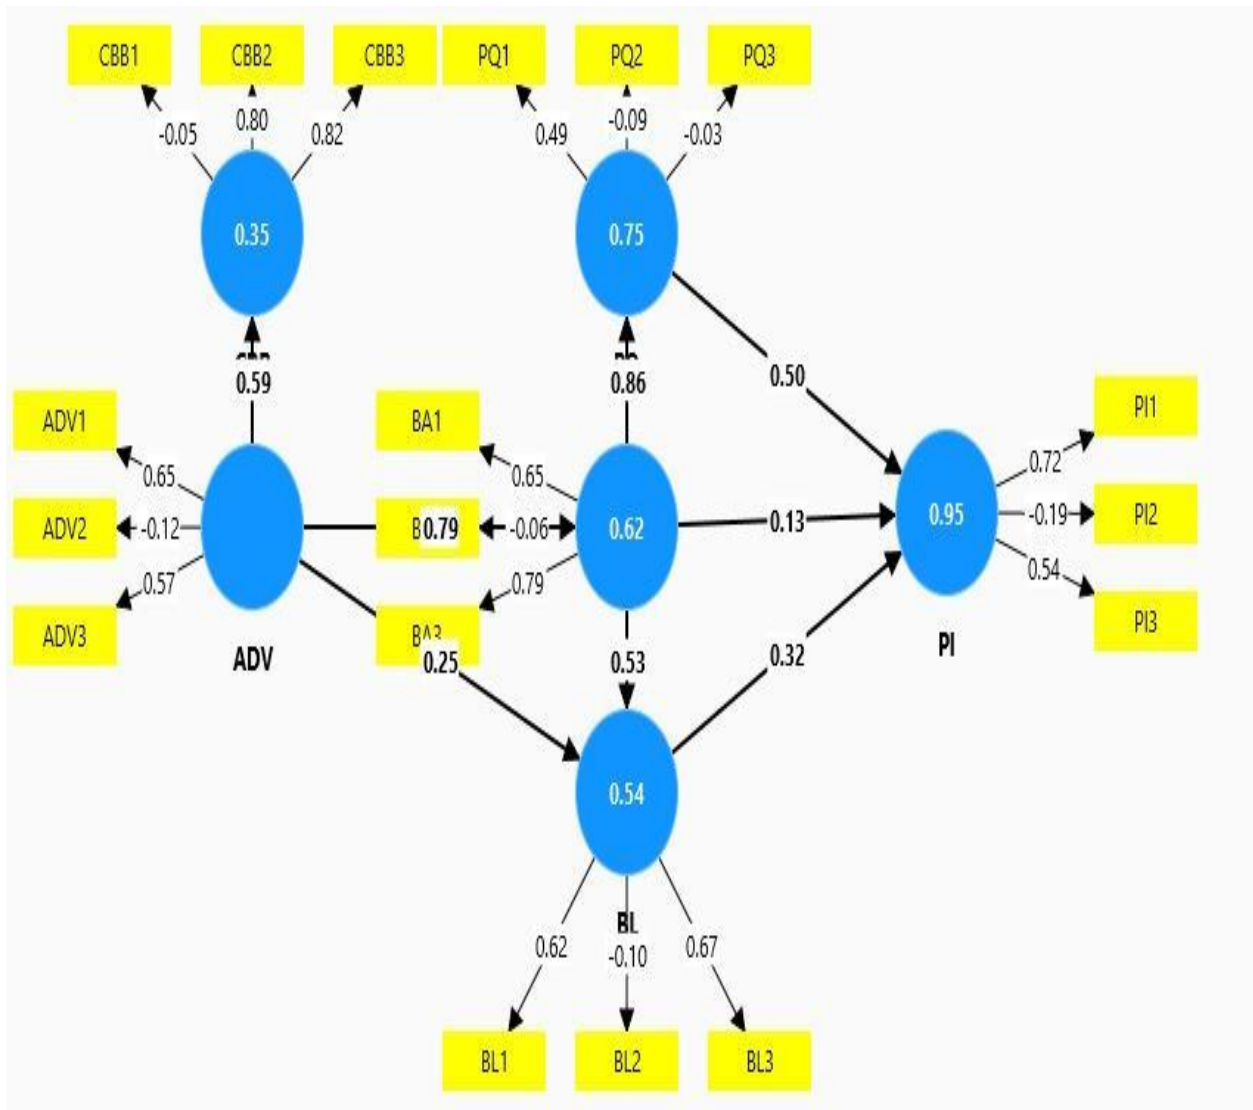 CBB1 CBB2 CBB3 PQ1 PQ2 PQ3
-0.05 0.80 0.82 0.49 -0.09 -0.03
0.35 0.75
0.59 0.86 0.50
ADV1 BA1 PI1
0.65 0.65 0.72
ADV2 -0.12 0.79 -0.06 0.62 0.13 0.95 -0.19 PI2
0.57 0.79 0.54
ADV3 BA3 PI3
ADV 0.25 0.53 0.32 PI
0.54
BL
0.62 -0.10 0.67
BL1 BL2 BL3